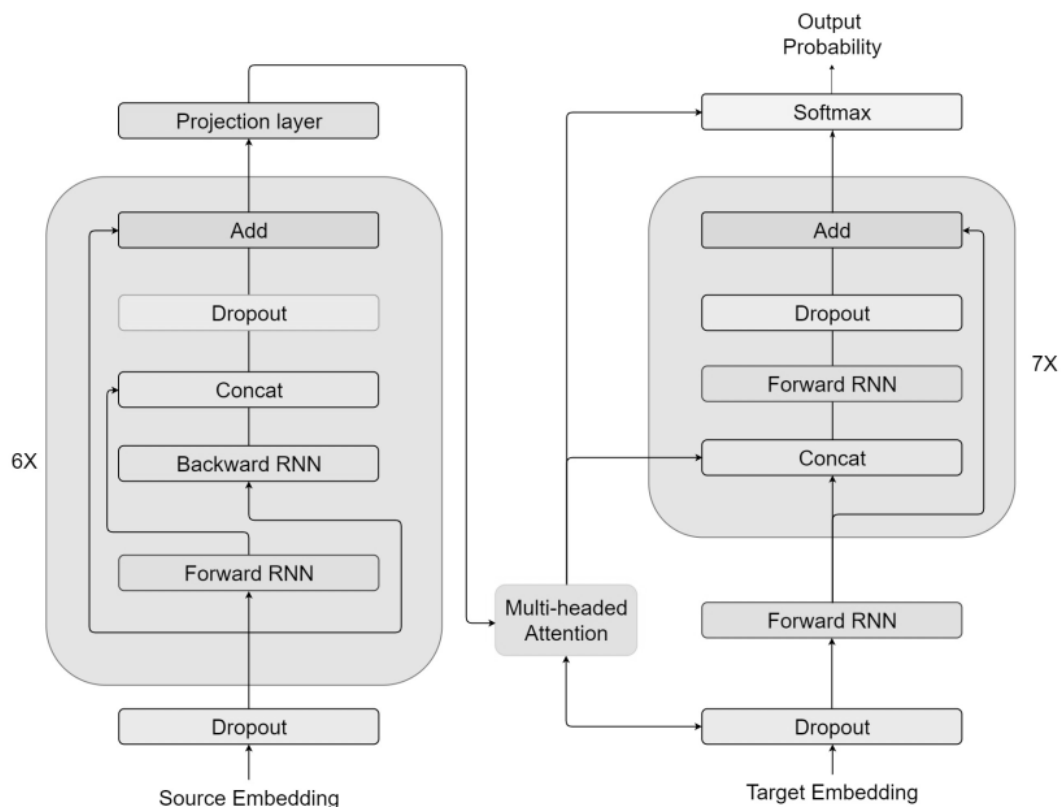 Output
Probability
Projection layer
Softmax
Add
Dropout
Concat
6X
Backward RNN
Forward RNN
Dropout
Source Embedding
Multi-headed
Attention
Add
Dropout
7X
Forward RNN
Concat
Forward RNN
Dropout
Target Embedding